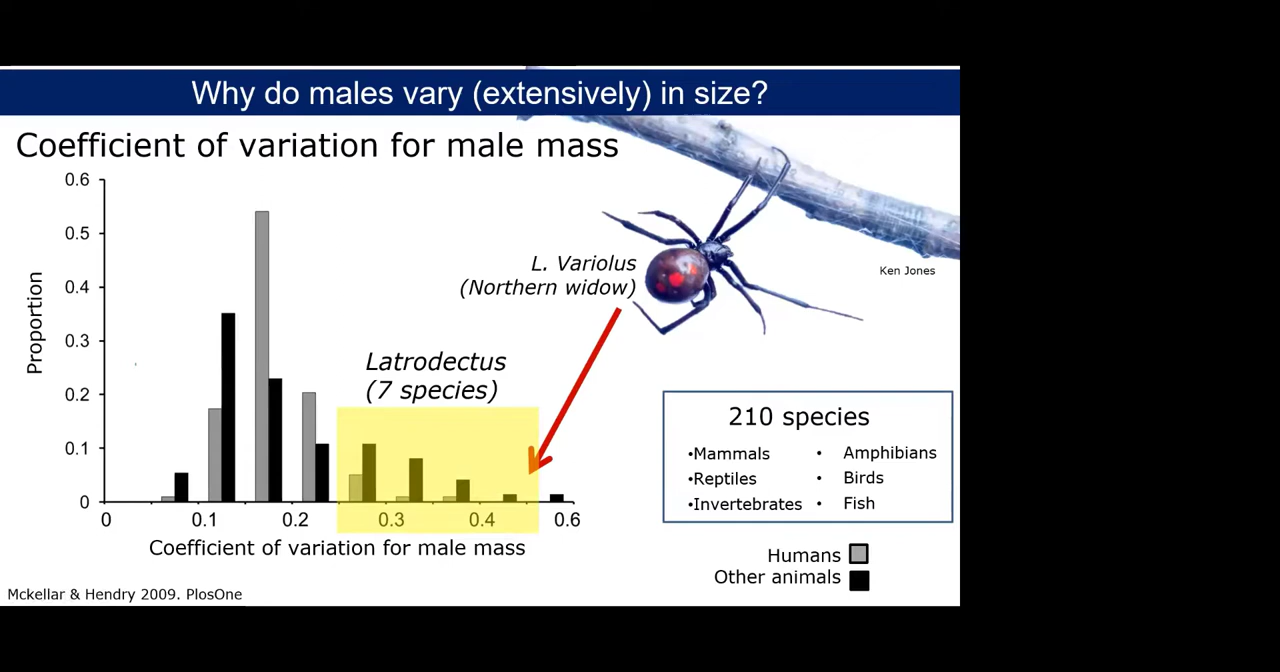 Why do males vary (extensively) in size?
Coefficient of variation for male mass
0.6
0.5
0.4
0.3
0.2
0.1
0
Proportion
0
0.1
0.2
0.3
0.4
0.6
Coefficient of variation for male mass
Latrodectus
(7 species)
L. Variolus
(Northern widow)
Ken Jones
210 species
•Mammals
•Reptiles
•Invertebrates
• Amphibians
• Birds
• Fish
Humans
Other animals
Mckellar & Hendry 2009. PlosOne